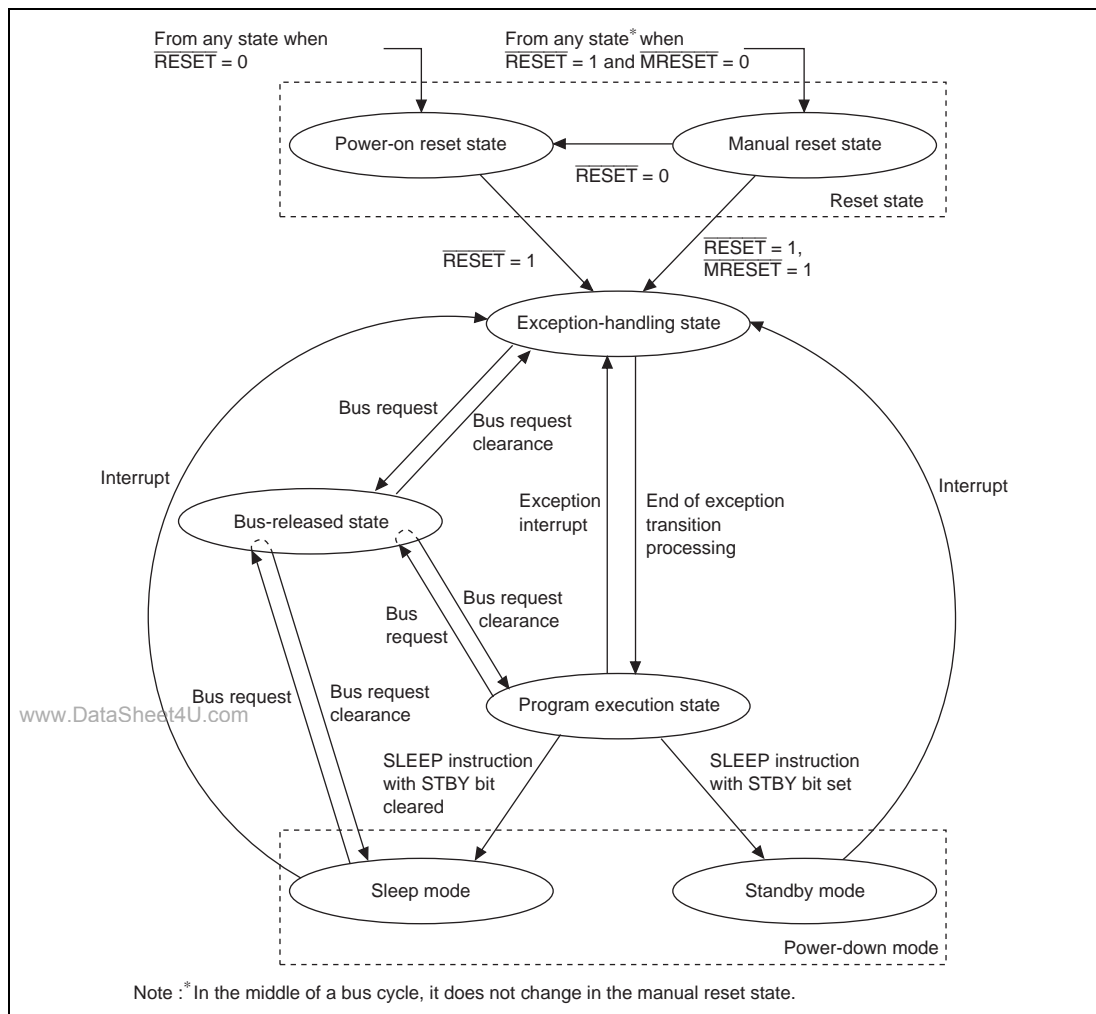 From any state when
RESET = 0
From any state* when
RESET = 1 and MRESET = 0
Power-on reset state
Manual reset state
RESET = 0
Reset state
RESET = 1
RESET = 1,
MRESET = 1
Exception-handling state
Bus request
Bus request
clearance
Interrupt
Interrupt
Bus-released state
Exception
interrupt
End of exception
transition
processing
Bus
request
Bus request
clearance
Bus request
Bus request
clearance
Program execution state
www.DataSheet4U.com
SLEEP instruction
with STBY bit
cleared
SLEEP instruction
with STBY bit set
Sleep mode
Standby mode
Power-down mode
Note :* In the middle of a bus cycle, it does not change in the manual reset state.